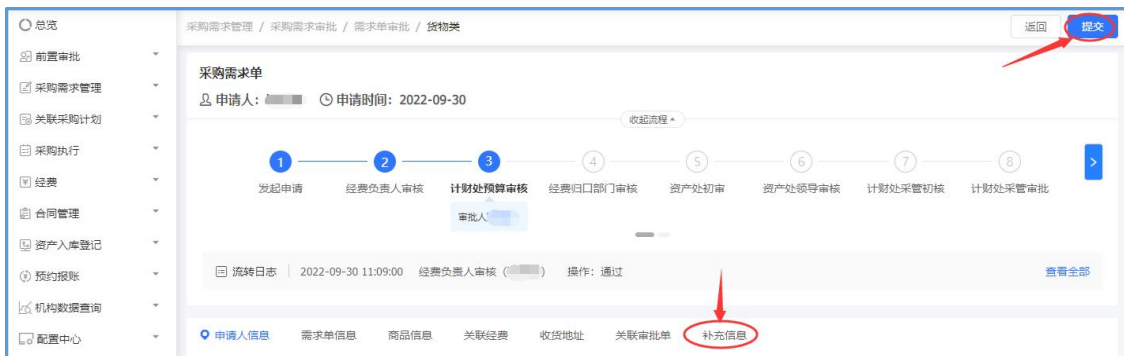 总览
前置审批
采购需求管理
关联采购计划
采购执行
经费
合同管理
资产入库登记
预约报账
机构数据查询
配置中心
采购需求管理 / 采购需求审批 / 需求单审批 / 货物类
返回
提交
采购需求单
申请人：
申请时间：2022-09-30
收起流程
1 2 3 4 5 6 7 8
发起申请 经费负责人审核 计财处预算审核 经费归口部门审核 资产处初审 资产处领导审核 计财处采管初核 计财处采管审批
审批人
流转日志 2022-09-30 11:09:00 经费负责人审核（ ） 操作：通过 查看全部
申请人信息 需求单信息 商品信息 关联经费 收货地址 关联审批单 补充信息